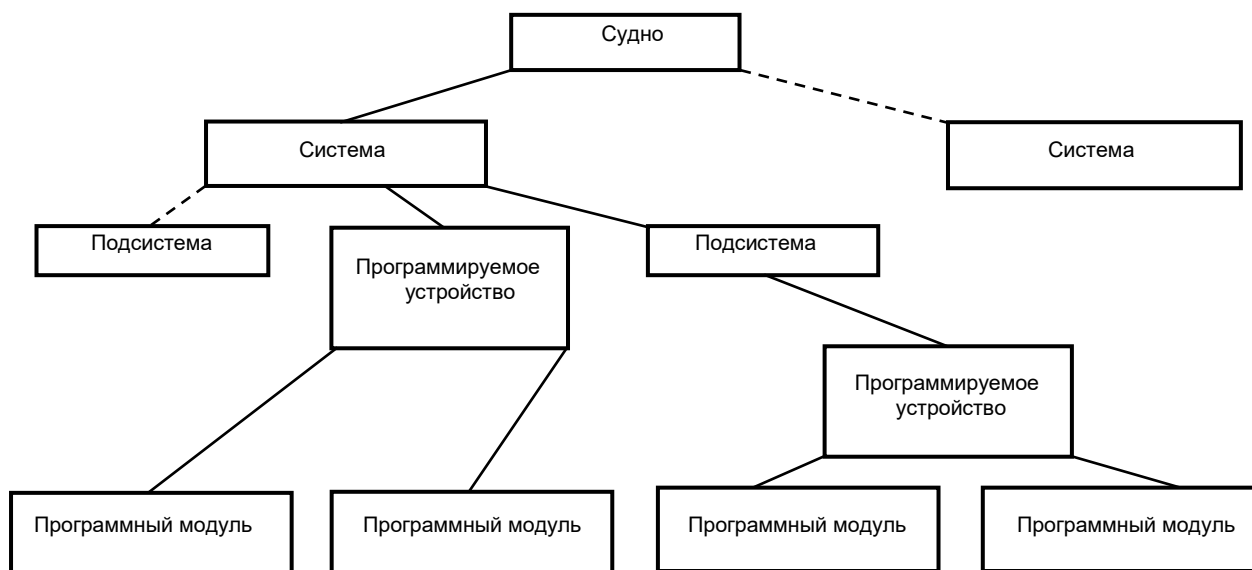 Судно
Система
Система
Подсистема
Программируемое
устройство
Подсистема
Программируемое
устройство
Программный модуль
Программный модуль
Программный модуль
Программный модуль